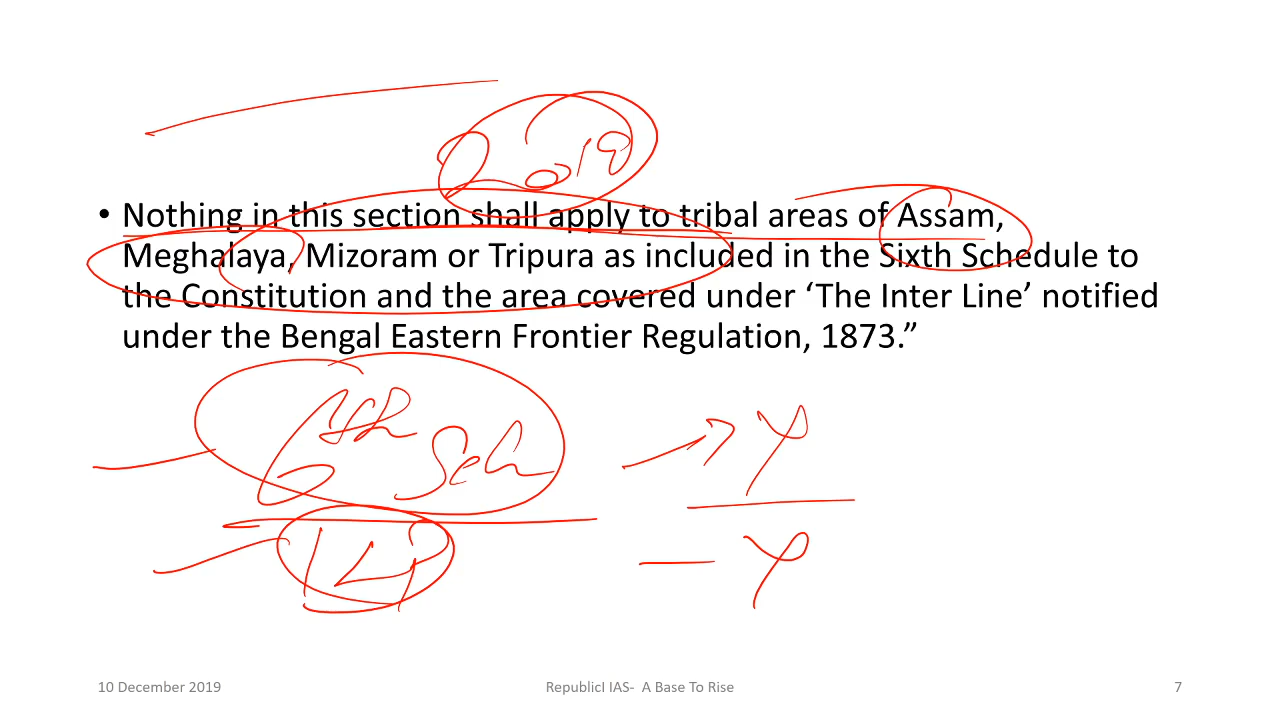 2019
• Nothing in this section shall apply to tribal areas of Assam,
Meghalaya, Mizoram or Tripura as included in the Sixth Schedule to
the Constitution and the area covered under ‘The Inter Line’ notified
under the Bengal Eastern Frontier Regulation, 1873.”
6th Sch
ILP
10 December 2019 RepublicI IAS- A Base To Rise 7